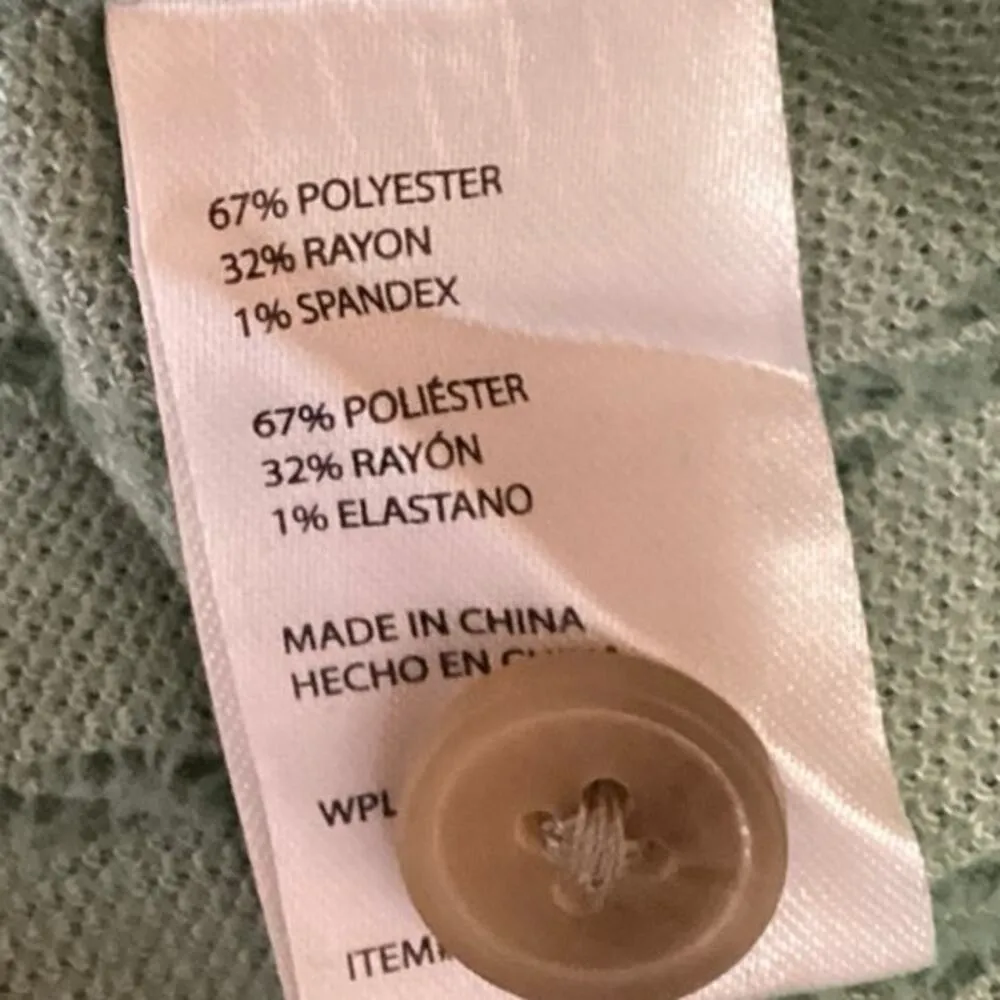 67% POLYESTER
32% RAYON
1% SPANDEX
67% POLIÉSTER
32% RAYÓN
1% ELASTANO
MADE IN CHINA
HECHO EN
WPL
ITEM